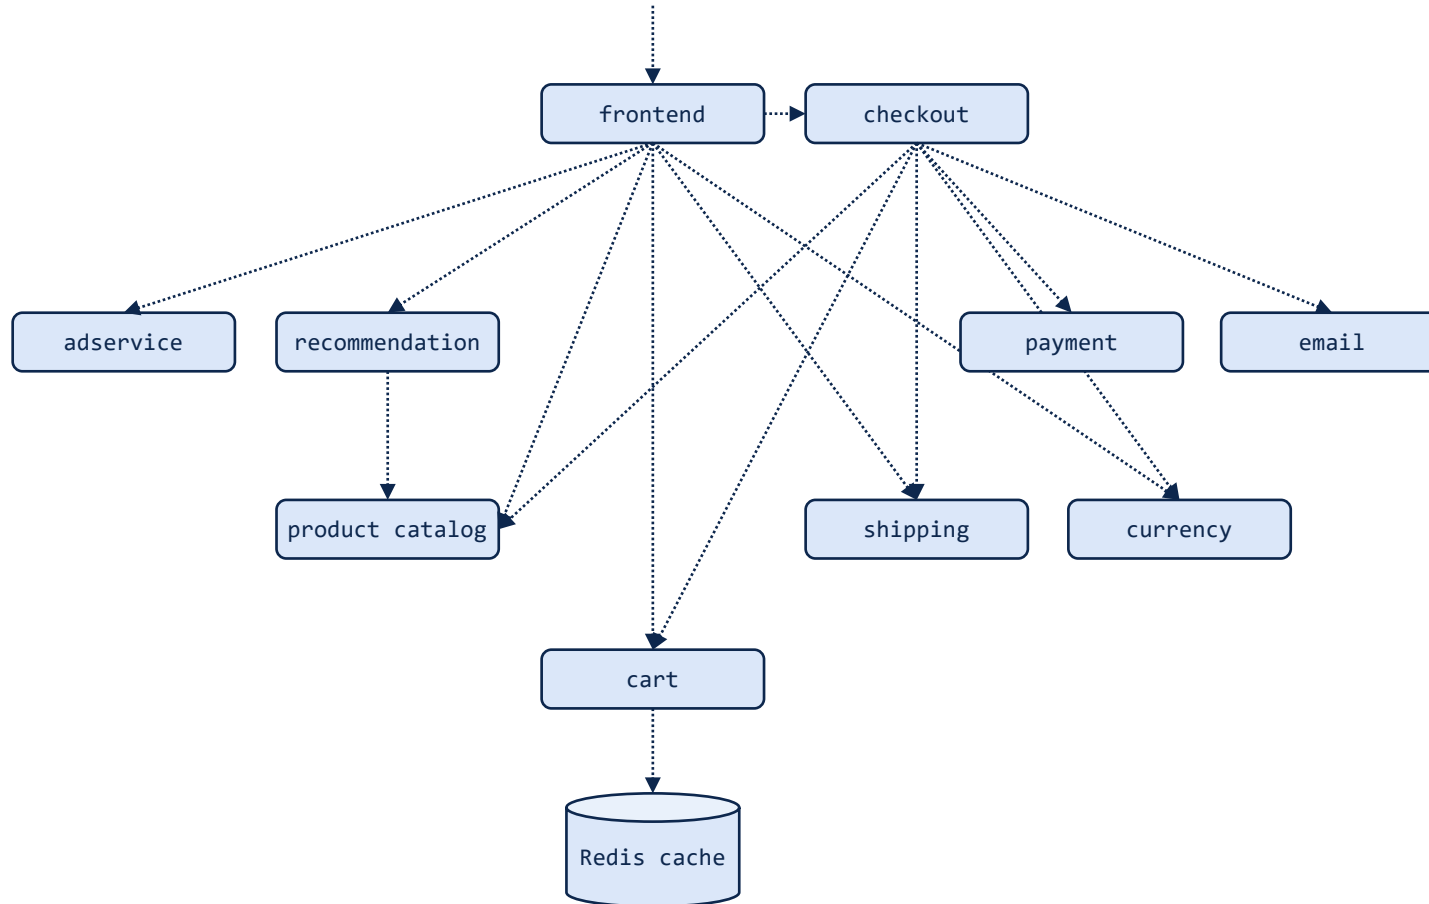 frontend
checkout
adservice
recommendation
payment
email
product catalog
shipping
currency
cart
Redis cache